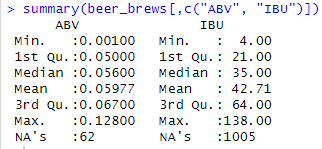 > summary(beer_brews[,c("ABV", "IBU")])
      ABV               IBU
 Min.   :0.00100   Min.   :  4.00
 1st Qu.:0.05000   1st Qu.: 21.00
 Median :0.05600   Median : 35.00
 Mean   :0.05977   Mean   : 42.71
 3rd Qu.:0.06700   3rd Qu.: 64.00
 Max.   :0.12800   Max.   :138.00
 NA's   :62        NA's   :1005